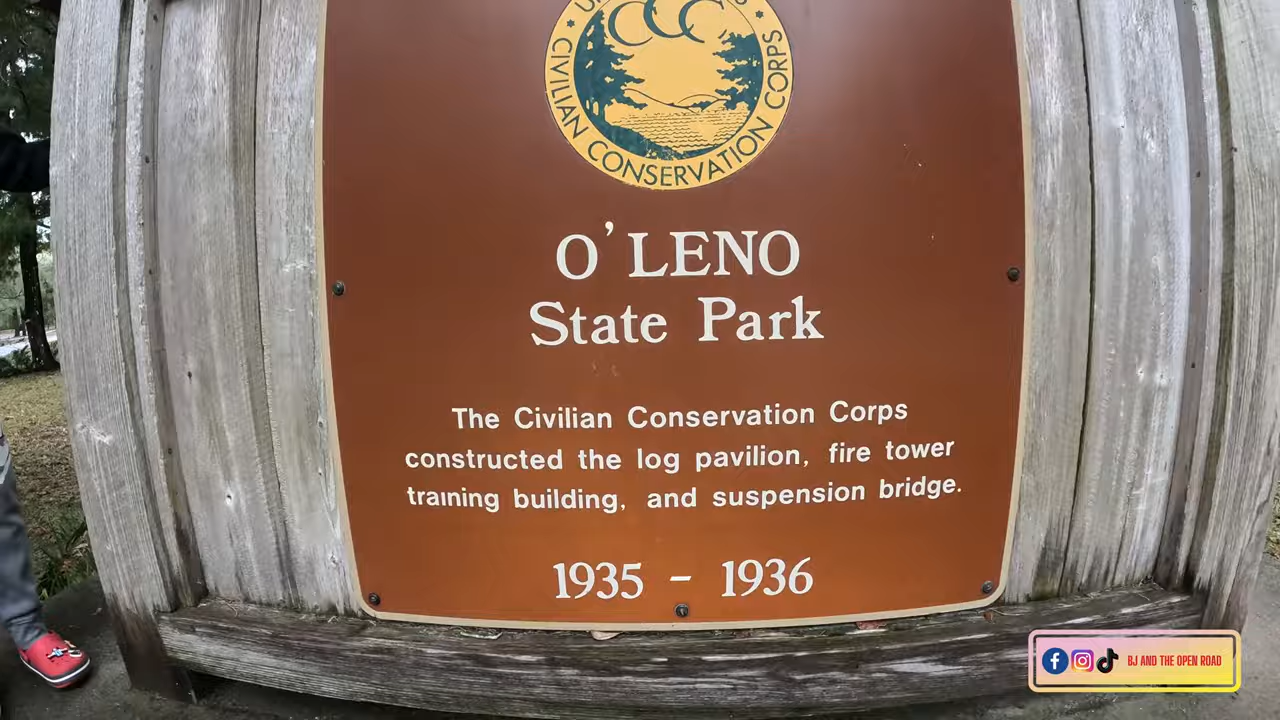 CCC
CIVILIAN CONSERVATION CORPS
O'LENO
State Park
The Civilian Conservation Corps
constructed the log pavilion, fire tower
training building, and suspension bridge.
1935 - 1936
BJ AND THE OPEN ROAD